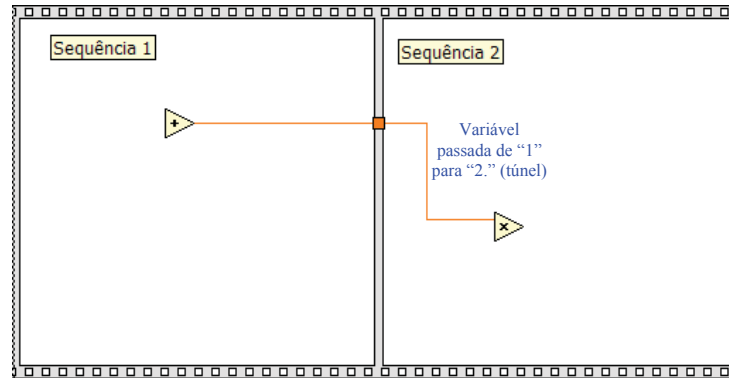 Sequência 1
Sequência 2
+
Variável
passada de “1”
para “2.” (túnel)
×